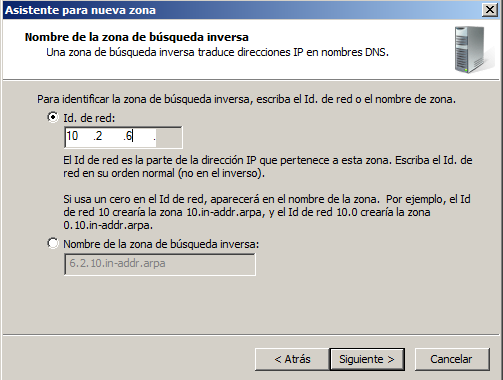 Asistente para nueva zona
Nombre de la zona de búsqueda inversa
Una zona de búsqueda inversa traduce direcciones IP en nombres DNS.
Para identificar la zona de búsqueda inversa, escriba el Id. de red o el nombre de zona.
Id. de red:
10 .2 .6 .
El Id de red es la parte de la dirección IP que pertenece a esta zona. Escriba el Id. de
red en su orden normal (no en el inverso).
Si usa un cero en el Id de red, aparecerá en el nombre de la zona. Por ejemplo, el Id
de red 10 crearía la zona 10.in-addr.arpa, y el Id de red 10.0 crearía la zona
0.10.in-addr.arpa.
Nombre de la zona de búsqueda inversa:
6.2.10.in-addr.arpa
< Atrás
Siguiente >
Cancelar